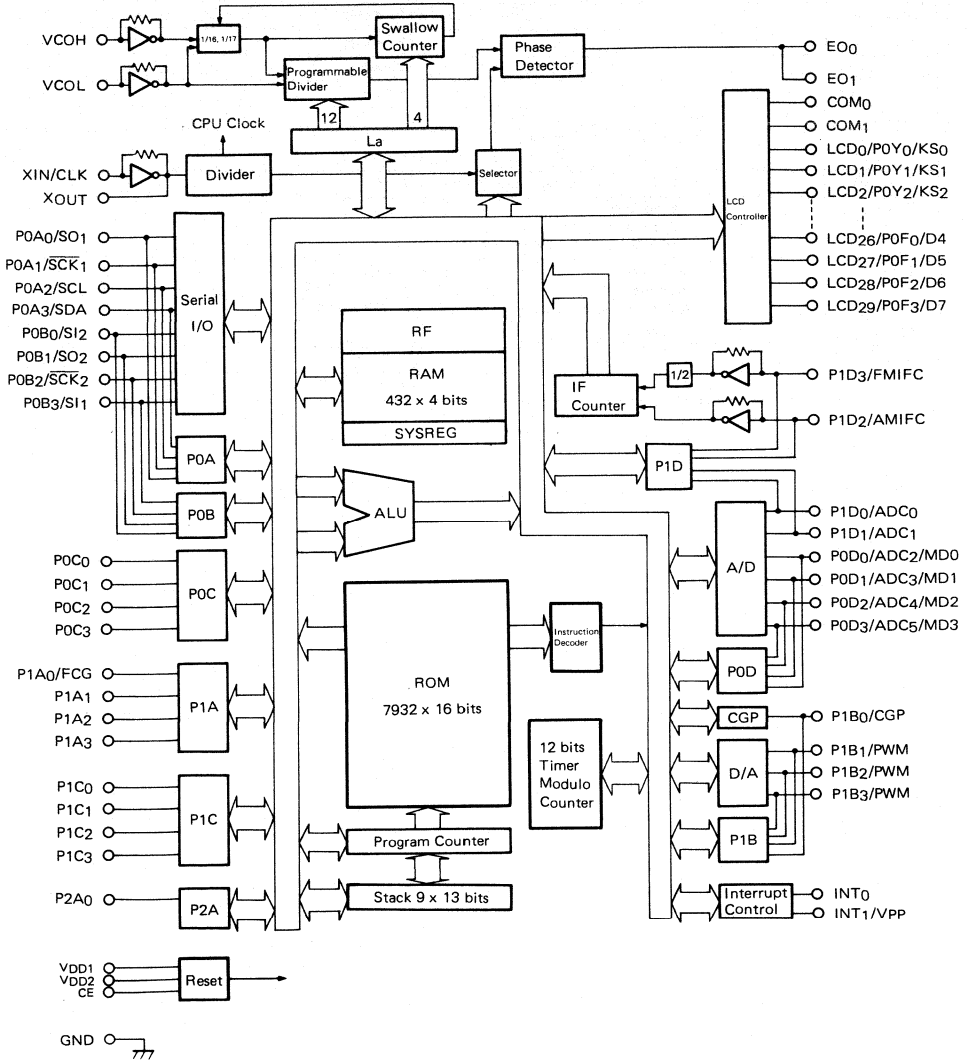 VCOH
1/16, 1/17
Swallow
Counter
Phase
Detector
EO0
VCOL
Programmable
Divider
EO1
12
4
La
CPU Clock
COM0
COM1
XIN/CLK
XOUT
Divider
Selector
LCD
Controller
LCD0/P0Y0/KS0
LCD1/P0Y1/KS1
LCD2/P0Y2/KS2
LCD26/P0F0/D4
LCD27/P0F1/D5
LCD28/P0F2/D6
LCD29/P0F3/D7
P0A0/SO1
P0A1/SCK1
P0A2/SCL
P0A3/SDA
P0B0/SI2
P0B1/SO2
P0B2/SCK2
P0B3/SI1
Serial
I/O
RF
RAM
432 x 4 bits
SYSREG
IF
Counter
1/2
P1D3/FMIFC
P1D2/AMIFC
P0A
P0B
ALU
P1D
P1D0/ADC0
P1D1/ADC1
P0D0/ADC2/MD0
P0D1/ADC3/MD1
P0D2/ADC4/MD2
P0D3/ADC5/MD3
A/D
P0D
P0C0
P0C1
P0C2
P0C3
P0C
ROM
7932 x 16 bits
Instruction
Decoder
P1A0/FCG
P1A1
P1A2
P1A3
P1A
CGP
P1B0/CGP
12 bits
Timer
Modulo
Counter
D/A
P1B1/PWM
P1B2/PWM
P1B3/PWM
P1B
P1C0
P1C1
P1C2
P1C3
P1C
Program Counter
Stack 9 x 13 bits
P2A0
P2A
Interrupt
Control
INT0
INT1/VPP
VDD1
VDD2
CE
Reset
GND